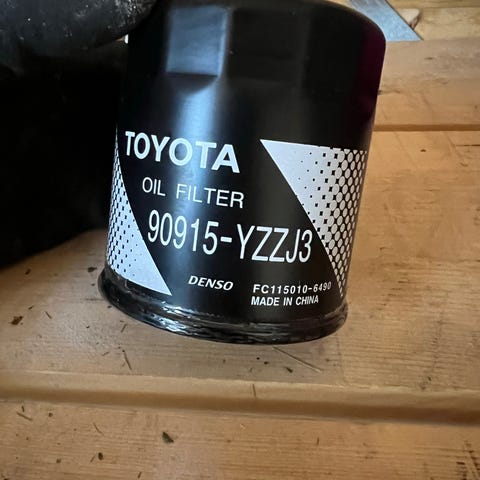 TOYOTA
OIL FILTER
90915-YZZJ3
DENSO FC115010-6490
MADE IN CHINA